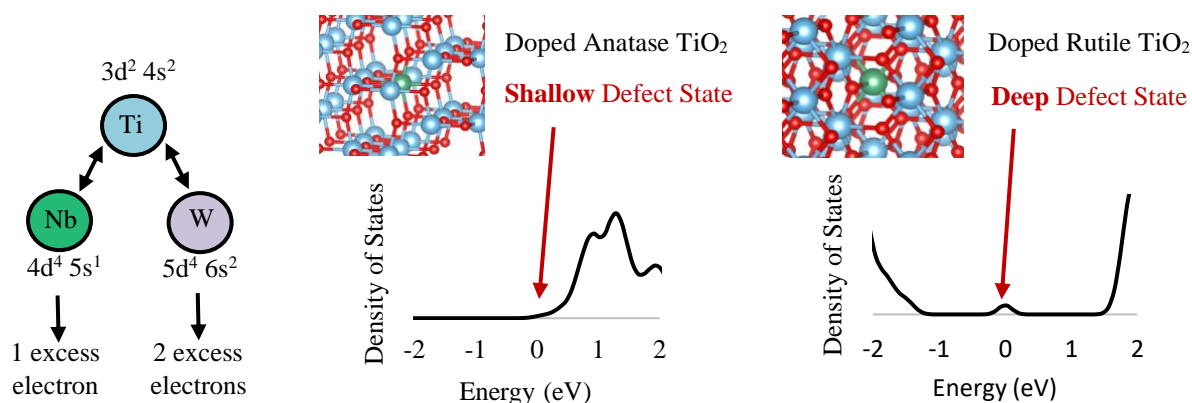 3d² 4s²
Ti
Nb
W
4d⁴ 5s¹
5d⁴ 6s²
1 excess
electron
2 excess
electrons
Doped Anatase TiO₂
Shallow Defect State
Density of States
-2 -1 0 1 2
Energy (eV)
Doped Rutile TiO₂
Deep Defect State
Density of States
-2 -1 0 1 2
Energy (eV)